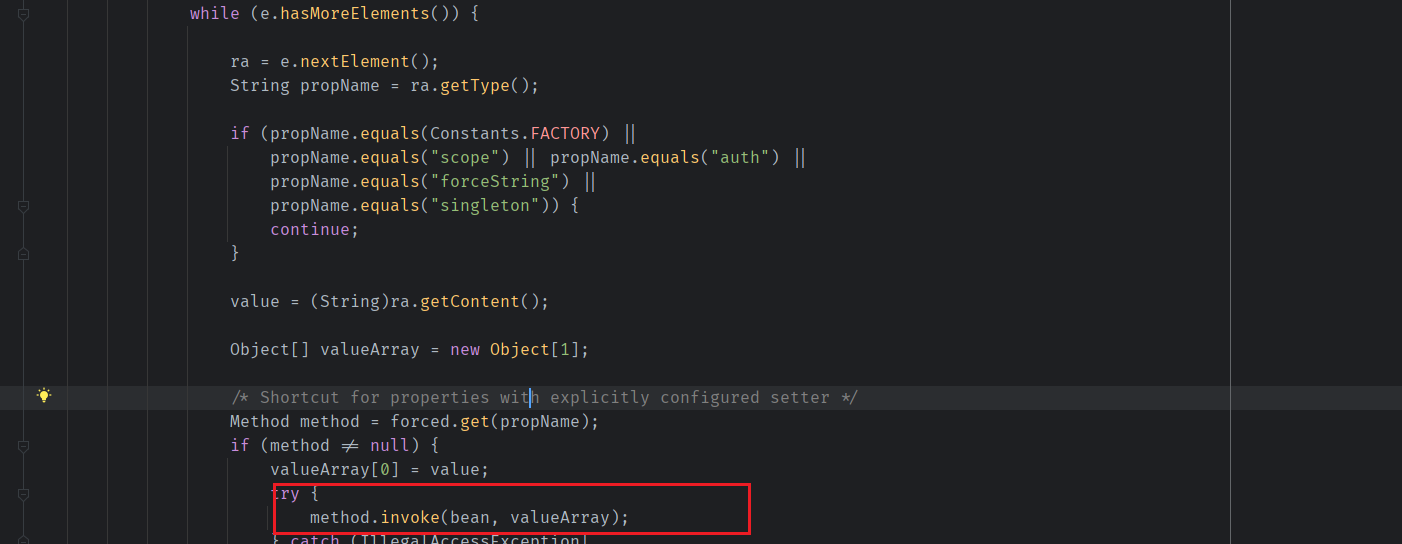 while (e.hasMoreElements()) {
ra = e.nextElement();
String propName = ra.getType();
if (propName.equals(Constants.FACTORY) ||
propName.equals("scope") || propName.equals("auth") ||
propName.equals("forceString") ||
propName.equals("singleton")) {
continue;
}
value = (String)ra.getContent();
Object[] valueArray = new Object[1];
/* Shortcut for properties with explicitly configured setter */
Method method = forced.get(propName);
if (method ≠ null) {
valueArray[0] = value;
try {
method.invoke(bean, valueArray);
} catch (IllegalAccessException|